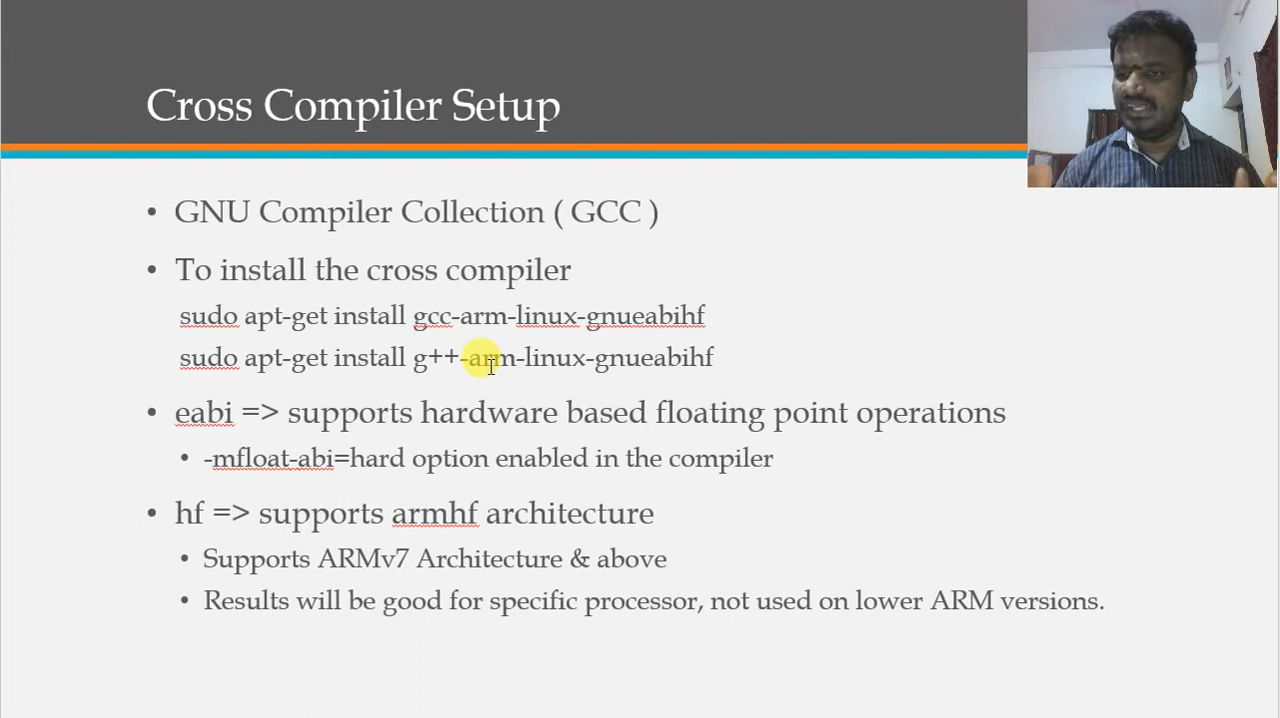 Cross Compiler Setup
• GNU Compiler Collection ( GCC )
• To install the cross compiler
sudo apt-get install gcc-arm-linux-gnueabihf
sudo apt-get install g++-arm-linux-gnueabihf
• eabi => supports hardware based floating point operations
• -mfloat-abi=hard option enabled in the compiler
• hf => supports armhf architecture
• Supports ARMv7 Architecture & above
• Results will be good for specific processor, not used on lower ARM versions.